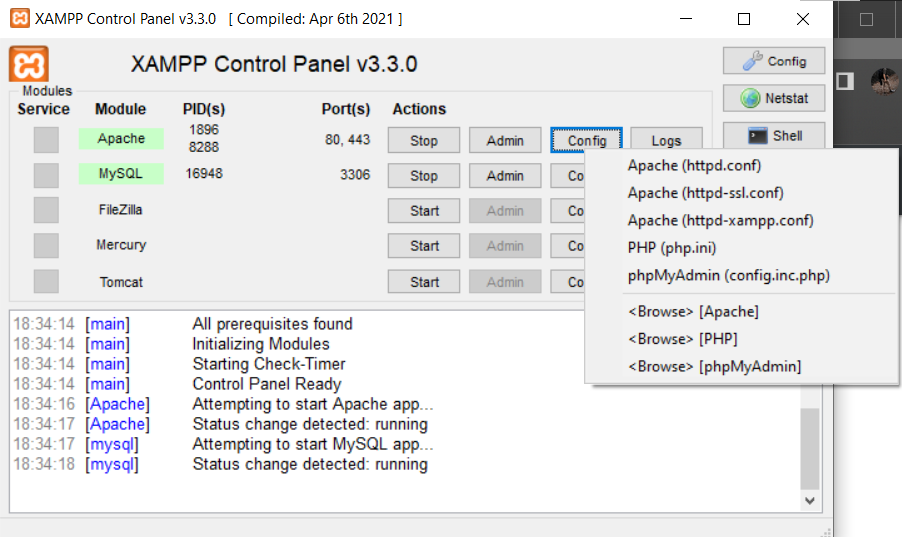 XAMPP Control Panel v3.3.0 [ Compiled: Apr 6th 2021 ]
XAMPP Control Panel v3.3.0
Config
Netstat
Shell
Modules
Service Module PID(s) Port(s) Actions
Apache 1896 8288 80, 443 Stop Admin Config Logs
MySQL 16948 3306 Stop Admin Co
FileZilla Start Admin Co
Mercury Start Admin Co
Tomcat Start Admin Co
Apache (httpd.conf)
Apache (httpd-ssl.conf)
Apache (httpd-xampp.conf)
PHP (php.ini)
phpMyAdmin (config.inc.php)
<Browse> [Apache]
<Browse> [PHP]
<Browse> [phpMyAdmin]
18:34:14 [main] All prerequisites found
18:34:14 [main] Initializing Modules
18:34:14 [main] Starting Check-Timer
18:34:14 [main] Control Panel Ready
18:34:16 [Apache] Attempting to start Apache app...
18:34:17 [Apache] Status change detected: running
18:34:17 [mysql] Attempting to start MySQL app...
18:34:18 [mysql] Status change detected: running